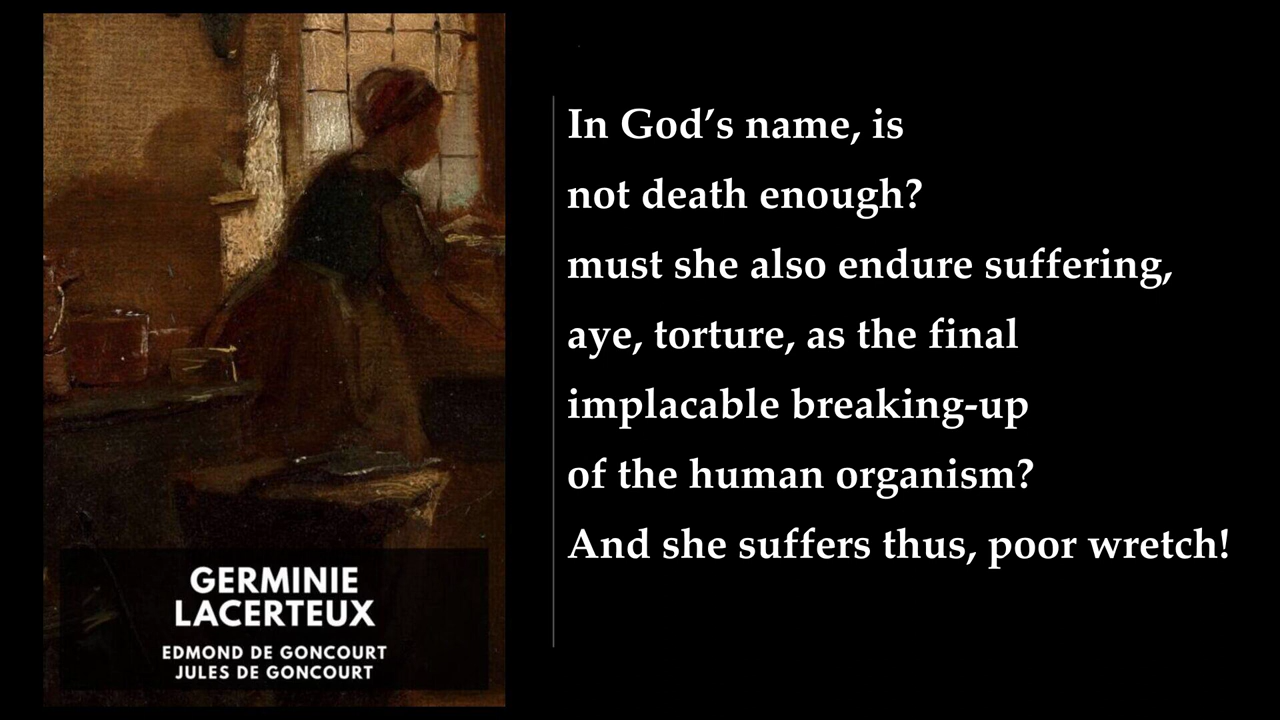 GERMINIE
LACERTEUX
EDMOND DE GONCOURT
JULES DE GONCOURT
In God’s name, is
not death enough?
must she also endure suffering,
aye, torture, as the final
implacable breaking-up
of the human organism?
And she suffers thus, poor wretch!